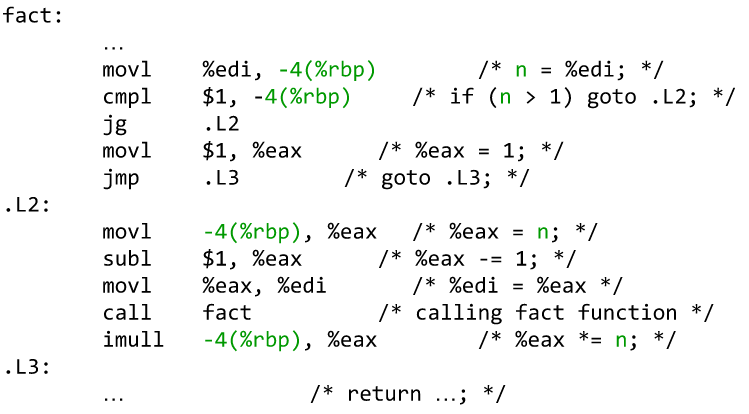 fact:
…
movl %edi, -4(%rbp) /* n = %edi; */
cmpl $1, -4(%rbp) /* if (n > 1) goto .L2; */
jg .L2
movl $1, %eax /* %eax = 1; */
jmp .L3 /* goto .L3; */
.L2:
movl -4(%rbp), %eax /* %eax = n; */
subl $1, %eax /* %eax -= 1; */
movl %eax, %edi /* %edi = %eax */
call fact /* calling fact function */
imull -4(%rbp), %eax /* %eax *= n; */
.L3:
… /* return …; */